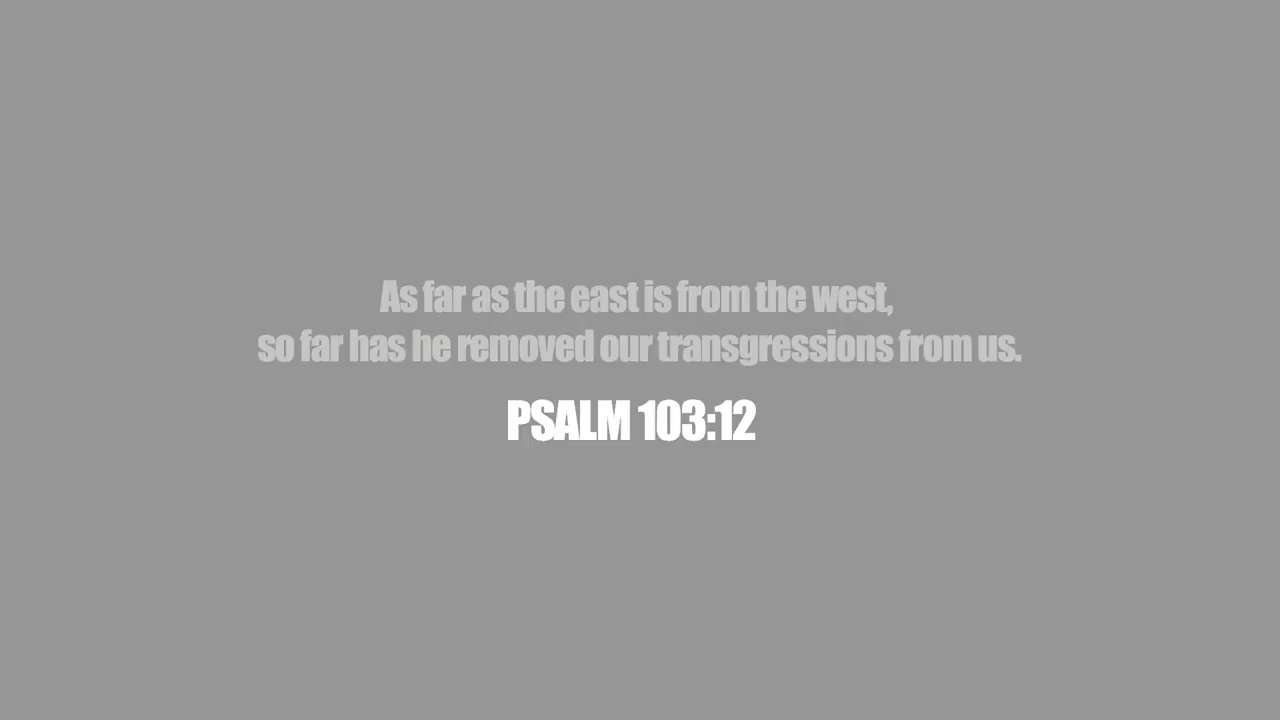 As far as the east is from the west,
so far has he removed our transgressions from us.
PSALM 103:12